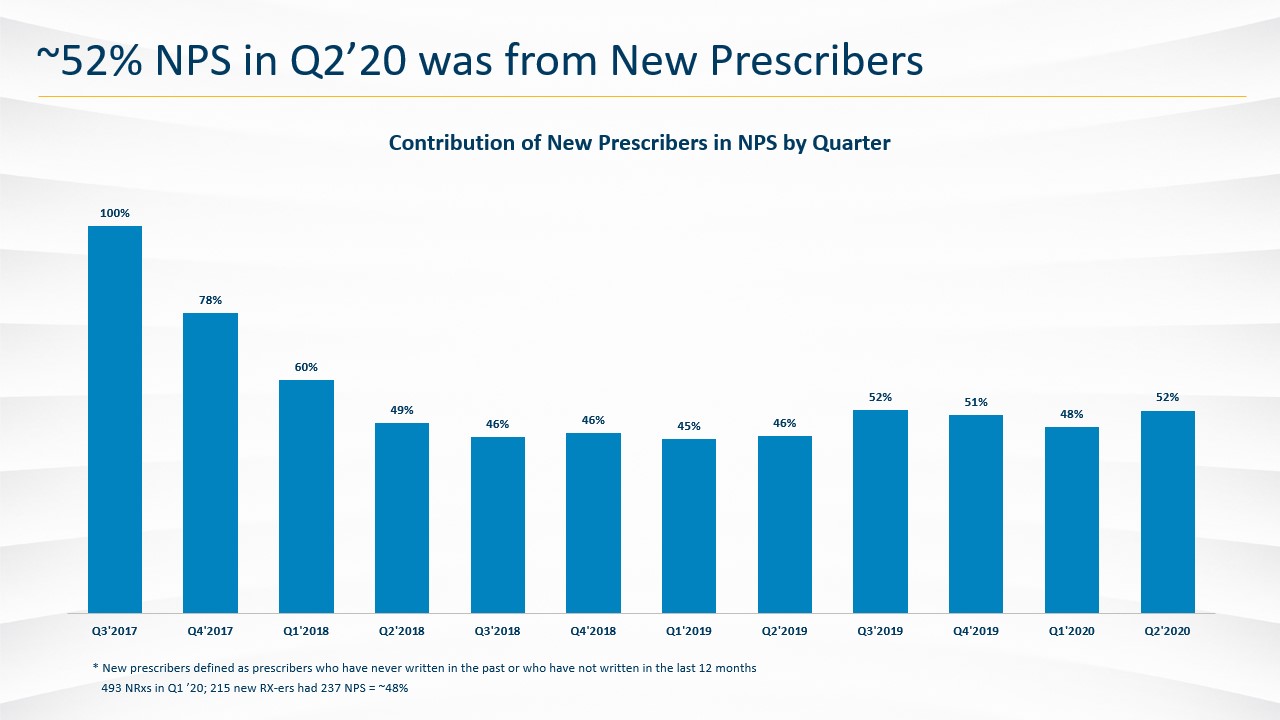 ~52% NPS in Q2’20 was from New Prescribers
Contribution of New Prescribers in NPS by Quarter
100%
78%
60%
49%
46%
46%
45%
46%
52%
51%
48%
52%
Q3'2017
Q4'2017
Q1'2018
Q2'2018
Q3'2018
Q4'2018
Q1'2019
Q2'2019
Q3'2019
Q4'2019
Q1'2020
Q2'2020
* New prescribers defined as prescribers who have never written in the past or who have not written in the last 12 months
493 NRxs in Q1 ’20; 215 new RX-ers had 237 NPS = ~48%